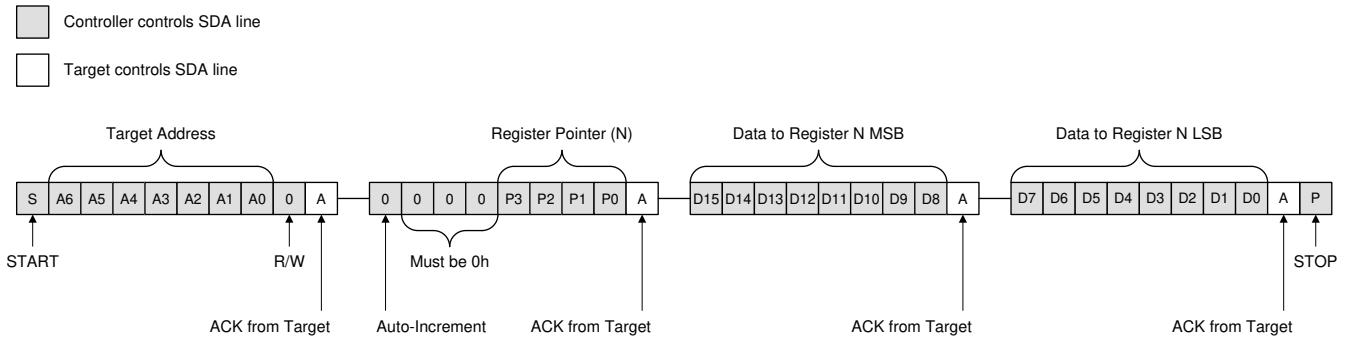 Controller controls SDA line
Target controls SDA line
Target Address
Register Pointer (N)
Data to Register N MSB
Data to Register N LSB
S A6 A5 A4 A3 A2 A1 A0 0 A 0 0 0 0 P3 P2 P1 P0 A D15 D14 D13 D12 D11 D10 D9 D8 A D7 D6 D5 D4 D3 D2 D1 D0 A P
START
R/W
Must be 0h
STOP
ACK from Target
Auto-Increment
ACK from Target
ACK from Target
ACK from Target